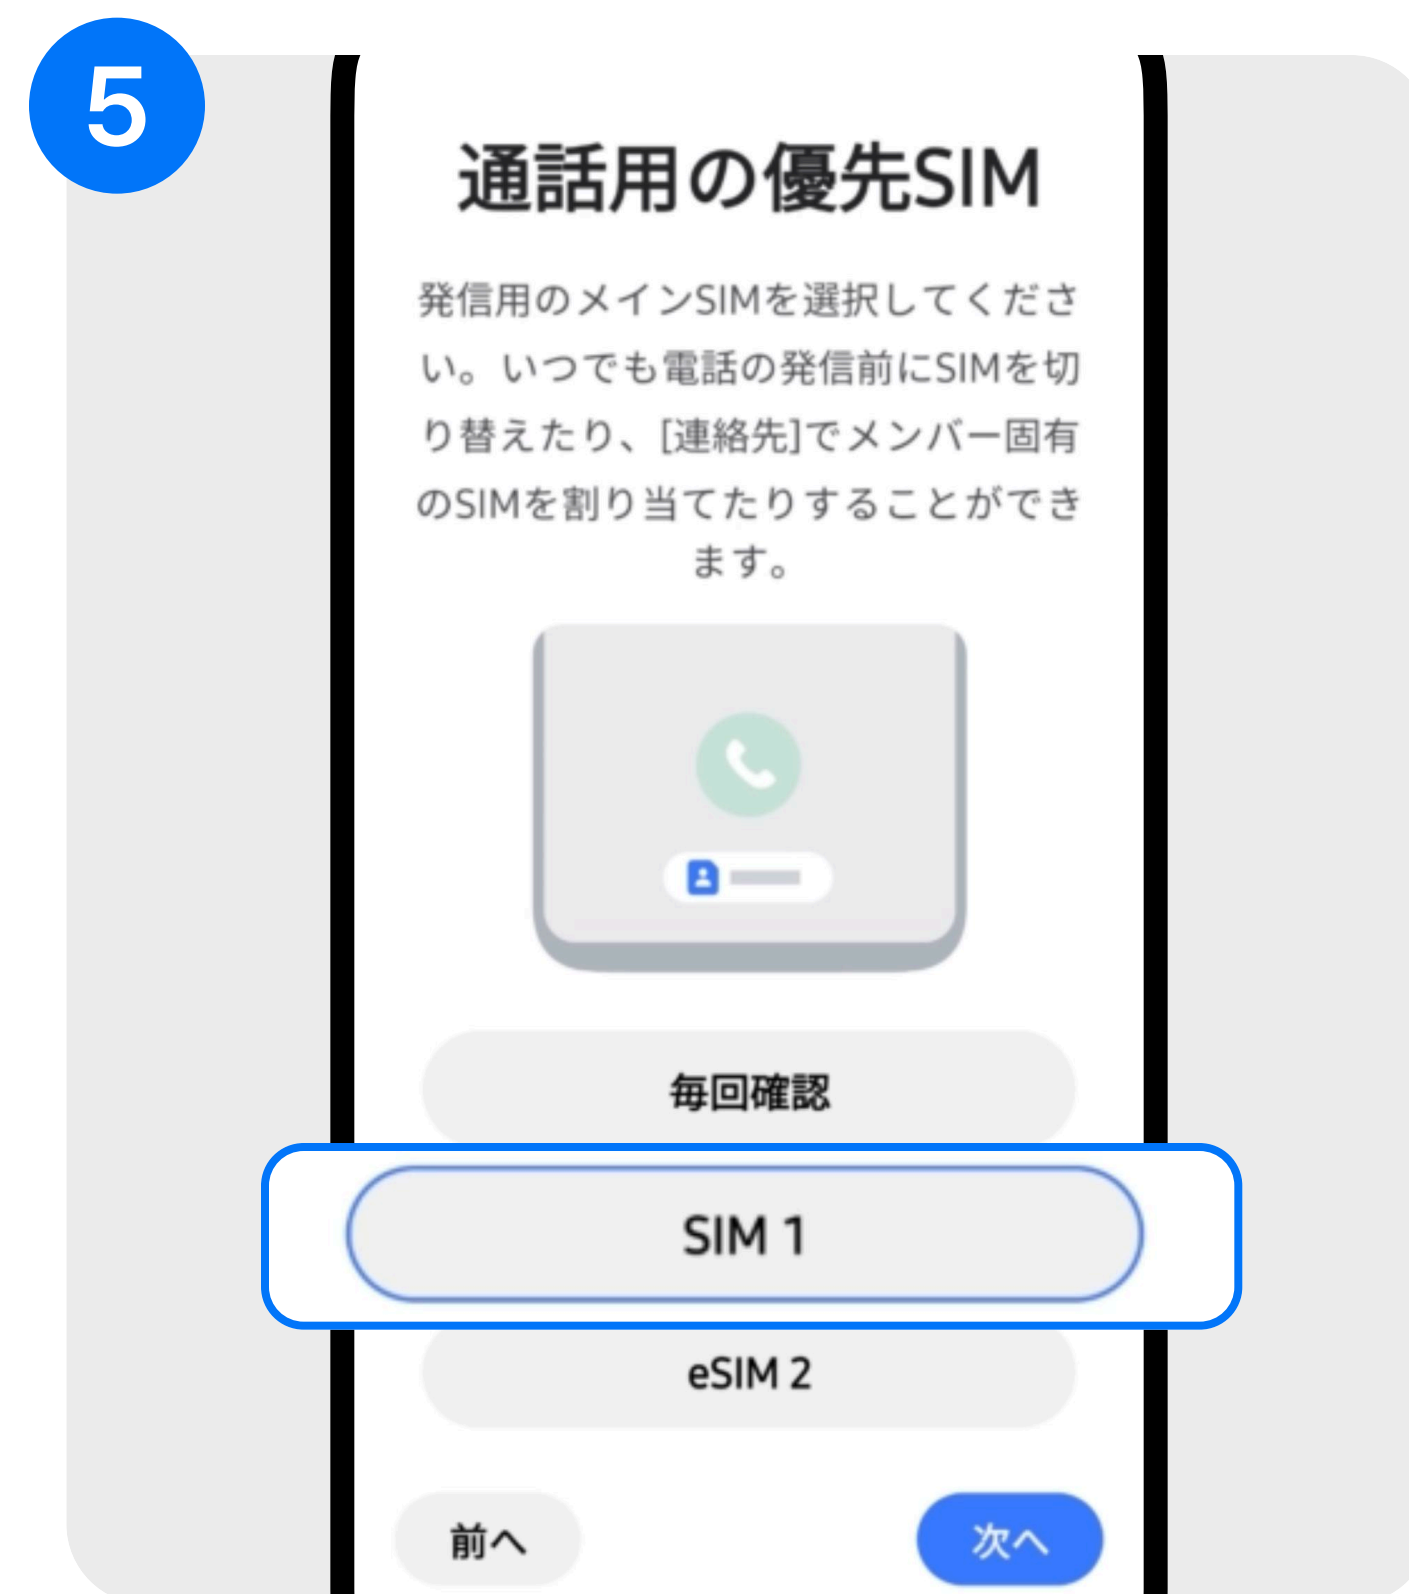 5
通話用の優先SIM
発信用のメインSIMを選択してくださ
い。いつでも電話の発信前にSIMを切
り替えたり、[連絡先]でメンバー固有
のSIMを割り当てたりすることができ
ます。
毎回確認
SIM 1
eSIM 2
前へ
次へ